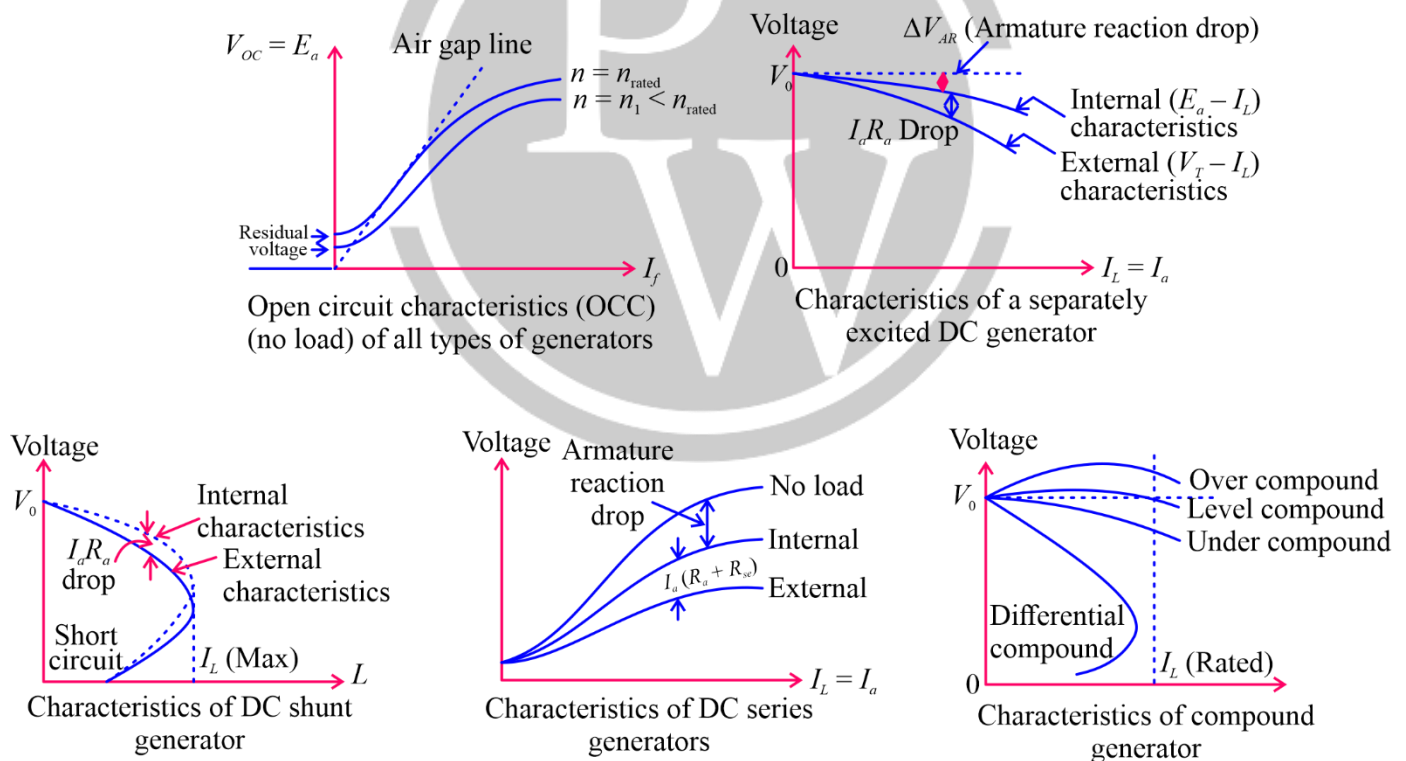 V_OC = E_a
Air gap line
n = n_rated
n = n_1 < n_rated
Residual
voltage
I_f
Open circuit characteristics (OCC)
(no load) of all types of generators
Voltage
ΔV_AR (Armature reaction drop)
V_0
Internal (E_a – I_L)
characteristics
I_aR_a Drop
External (V_T – I_L)
characteristics
0
I_L = I_a
Characteristics of a separately
excited DC generator
PW
Voltage
V_0
Internal
characteristics
I_aR_a
drop
External
characteristics
Short
circuit
I_L (Max)
L
Characteristics of DC shunt
generator
Voltage
Armature
reaction
drop
No load
Internal
I_a(R_a + R_se)
External
I_L = I_a
Characteristics of DC series
generators
Voltage
V_0
Over compound
Level compound
Under compound
Differential
compound
I_L (Rated)
0
Characteristics of compound
generator